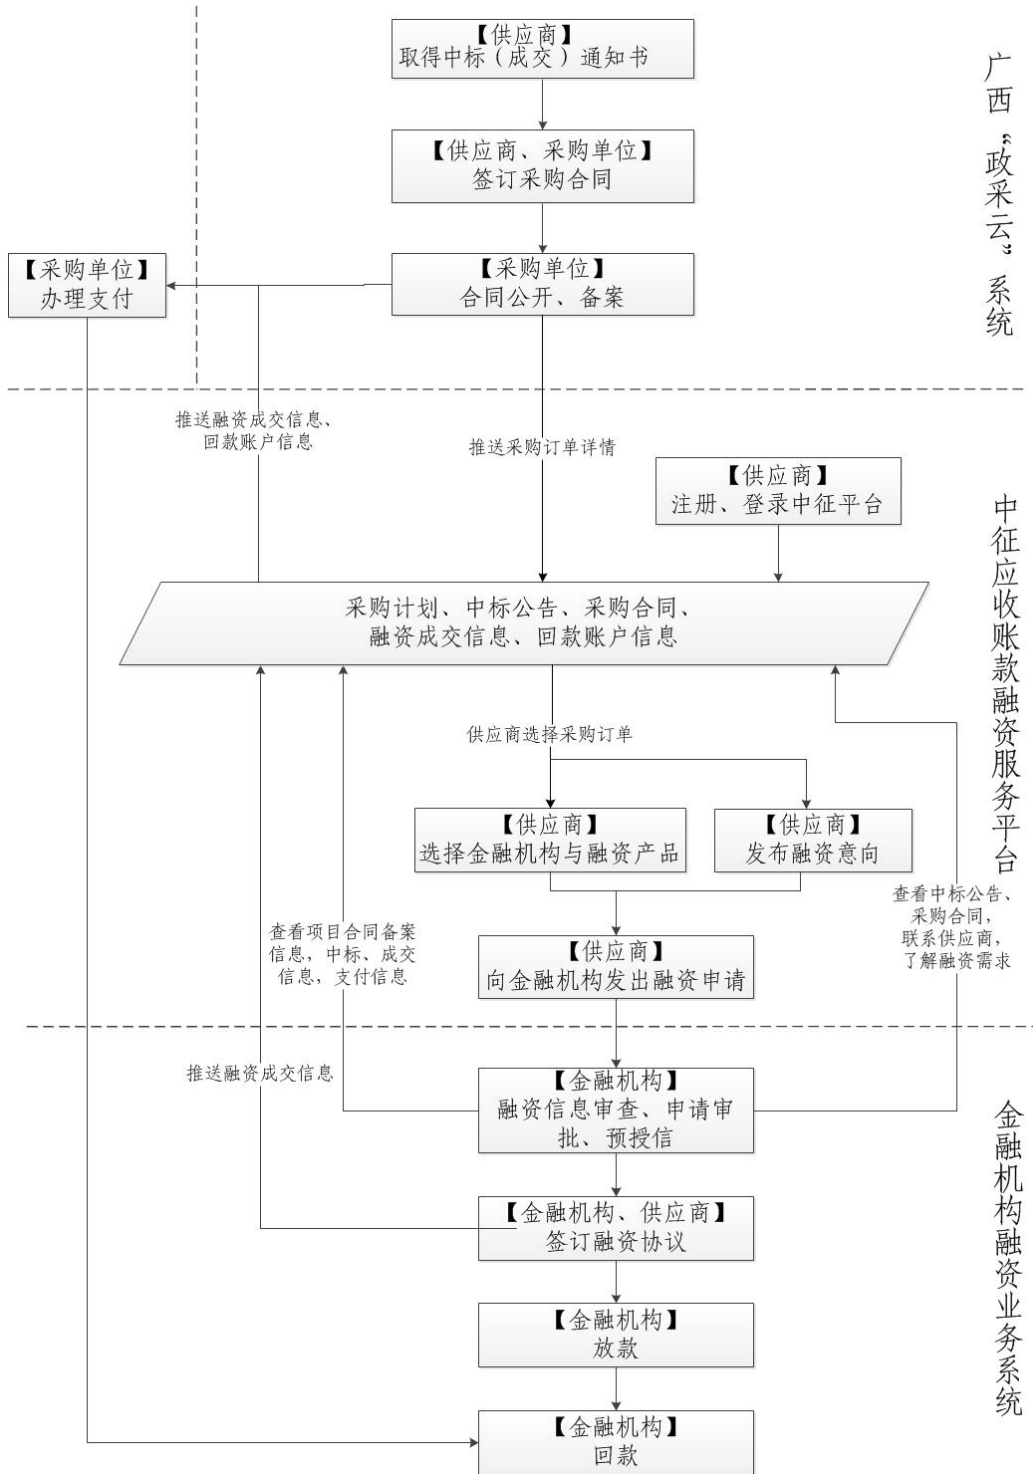 【供应商】
取得中标（成交）通知书
广西“政采云”系统
【供应商、采购单位】
签订采购合同
【采购单位】
办理支付
【采购单位】
合同公开、备案
推送融资成交信息、
回款账户信息
推送采购订单详情
【供应商】
注册、登录中征平台
中征应收账款融资服务平台
采购计划、中标公告、采购合同、
融资成交信息、回款账户信息
供应商选择采购订单
【供应商】
选择金融机构与融资产品
【供应商】
发布融资意向
查看中标公告、
采购合同，
联系供应商，
了解融资需求
查看项目合同备案
信息，中标、成交
信息，支付信息
【供应商】
向金融机构发出融资申请
推送融资成交信息
【金融机构】
融资信息审查、申请审
批、预授信
金融机构融资业务系统
【金融机构、供应商】
签订融资协议
【金融机构】
放款
【金融机构】
回款